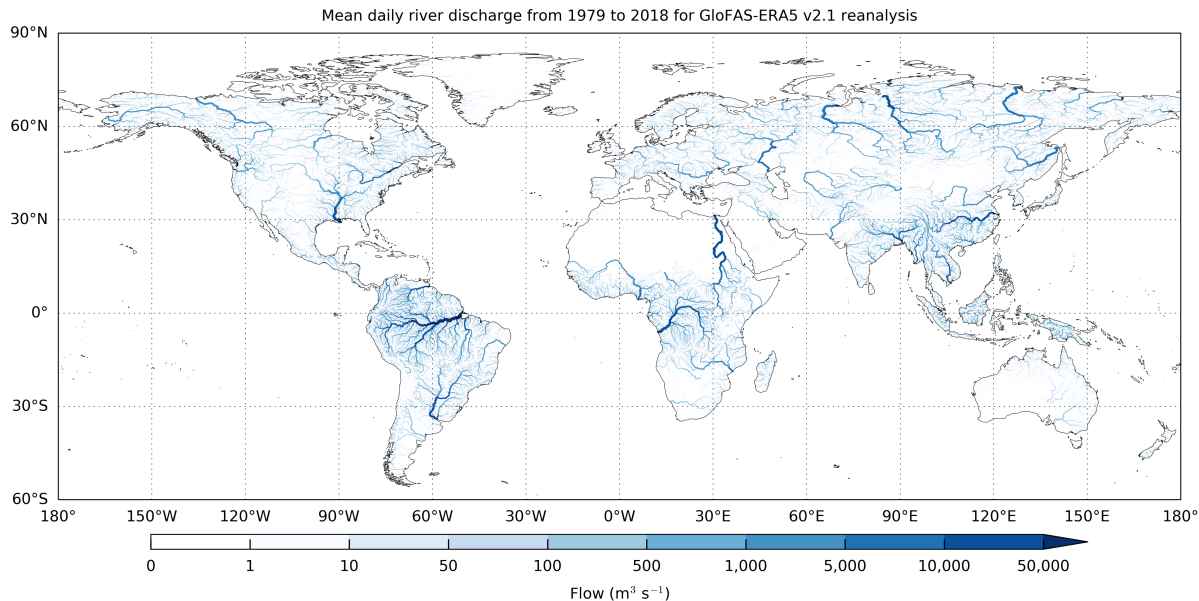 Mean daily river discharge from 1979 to 2018 for GloFAS-ERA5 v2.1 reanalysis
90°N
60°N
30°N
0°
30°S
60°S
180° 150°W 120°W 90°W 60°W 30°W 0°W 30°E 60°E 90°E 120°E 150°E 180°
0 1 10 50 100 500 1,000 5,000 10,000 50,000
Flow (m³ s⁻¹)